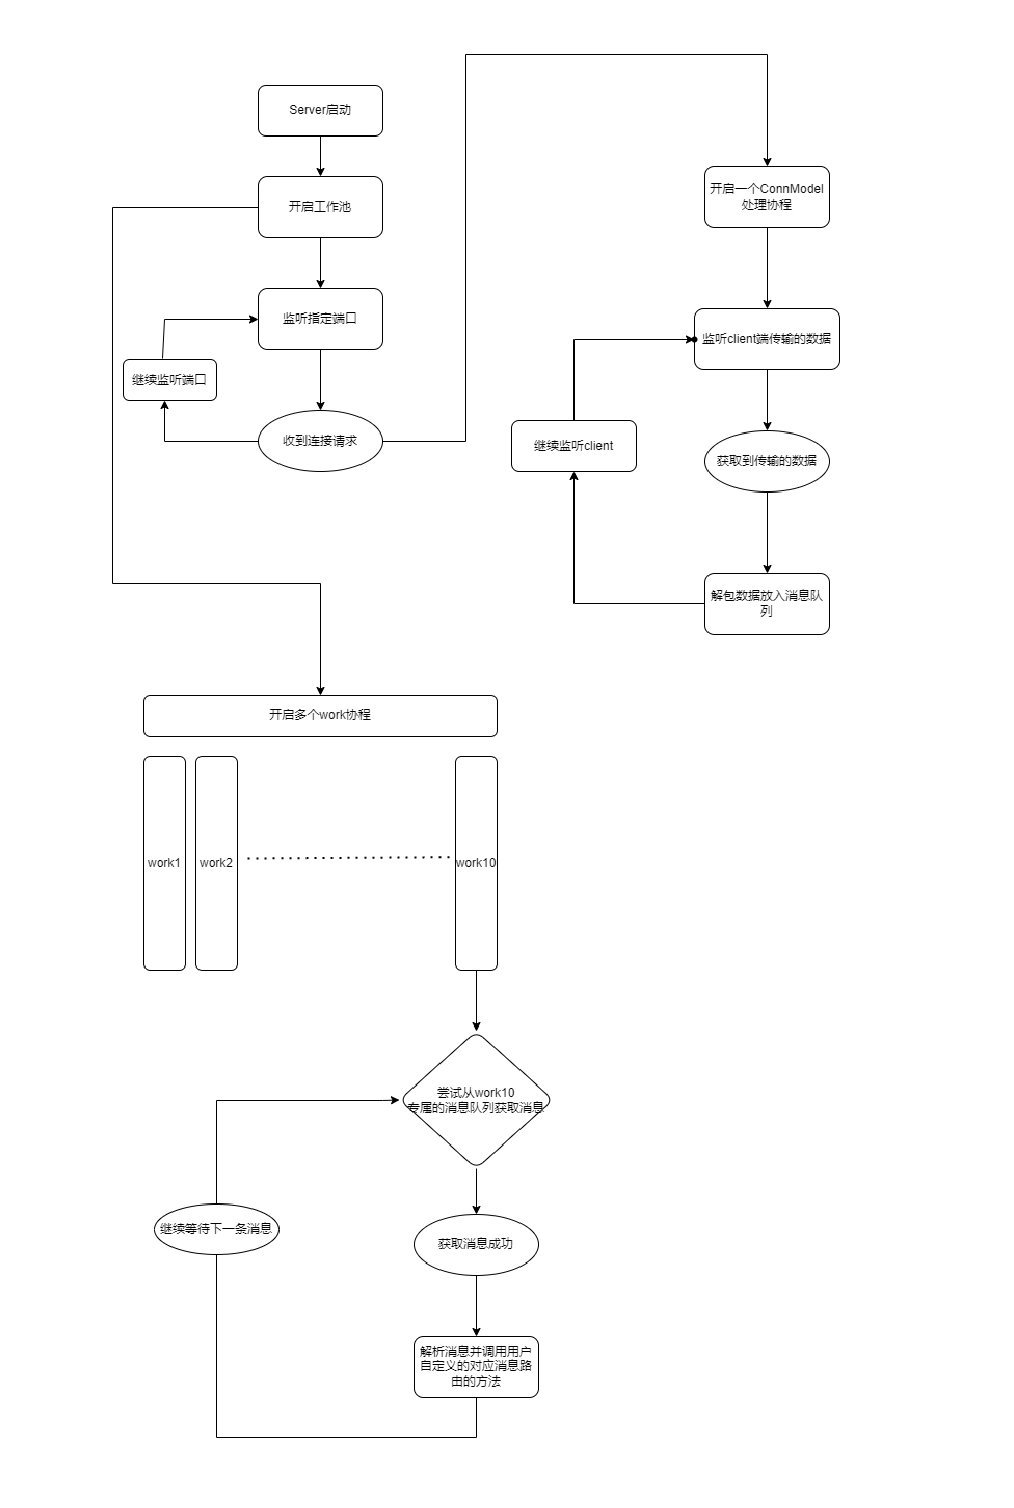 Server启动
开启工作池
监听指定端口
继续监听端口
收到连接请求
开启一个ConnModel
处理协程
监听client端传输的数据
获取到传输的数据
继续监听client
解包数据放入消息队
列
开启多个work协程
work1
work2
work10
尝试从work10
专属的消息队列获取消息
获取消息成功
继续等待下一条消息
解析消息并调用用户
自定义的对应消息路
由的方法